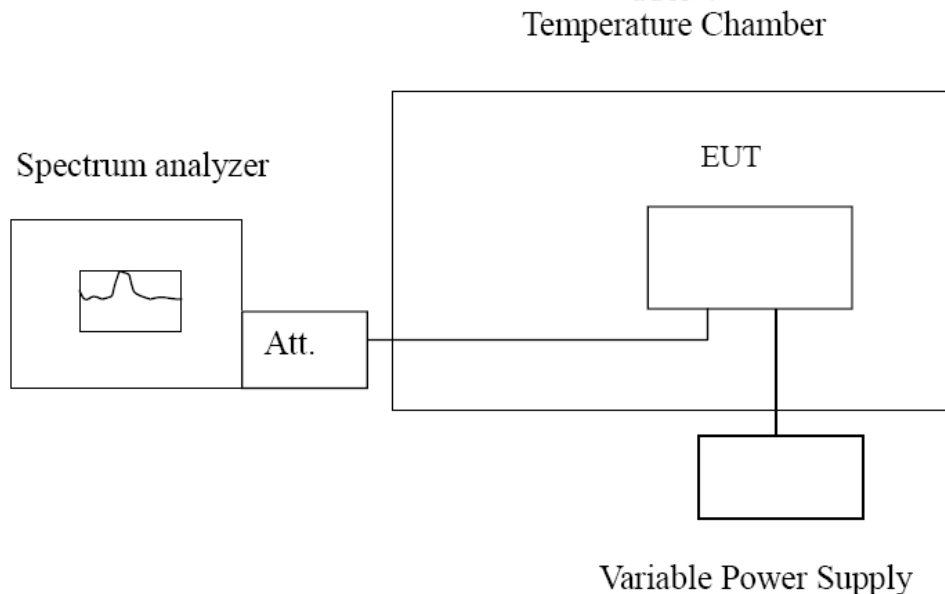 Temperature Chamber
EUT
Spectrum analyzer
Att.
Variable Power Supply